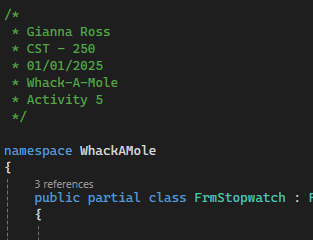 /*
* Gianna Ross
* CST - 250
* 01/01/2025
* Whack-A-Mole
* Activity 5
*/
namespace WhackAMole
{
3 references
public partial class FrmStopwatch :
{